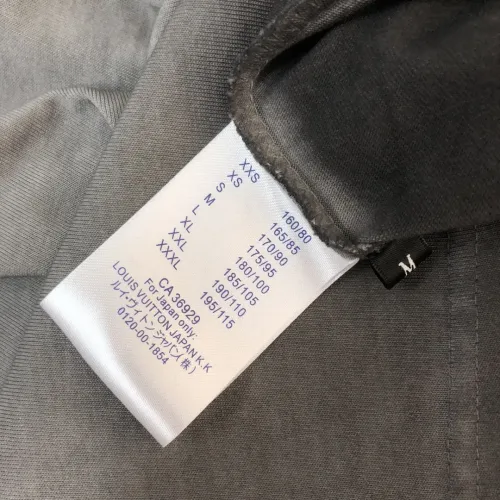 XXS 160/80
XS 165/85
S 170/90
M 175/95
L 180/100
XL 185/105
XXL 190/110
XXXL 195/115
CA 36929
For Japan only:
LOUIS VUITTON JAPAN K.K
ルイ・ヴィトンジャパン(株)
0120-00-1854
M